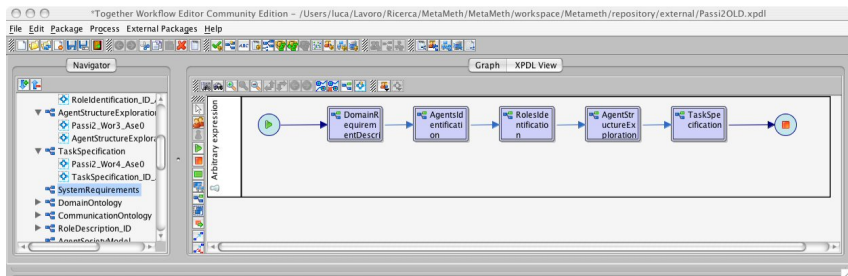 *Together Workflow Editor Community Edition – /Users/luca/Lavoro/Ricerca/MetaMeth/MetaMeth/workspace/Metameth/repository/external/Passi2OLD.xpdl
File Edit Package Process External Packages Help
Navigator
RoleIdentification_ID_
AgentStructureExploration
Passi2_Wor3_Ase0
AgentStructureExplora
TaskSpecification
Passi2_Wor4_Ase0
TaskSpecification_ID_
SystemRequirements
DomainOntology
CommunicationOntology
RoleDescription_ID
AgentSocietyModel
Graph XPDL View
Arbitrary expression
DomainR
equirem
entDescri
AgentsId
entificati
on
RolesIde
ntificatio
n
AgentStr
uctureEx
ploration
TaskSpe
cification